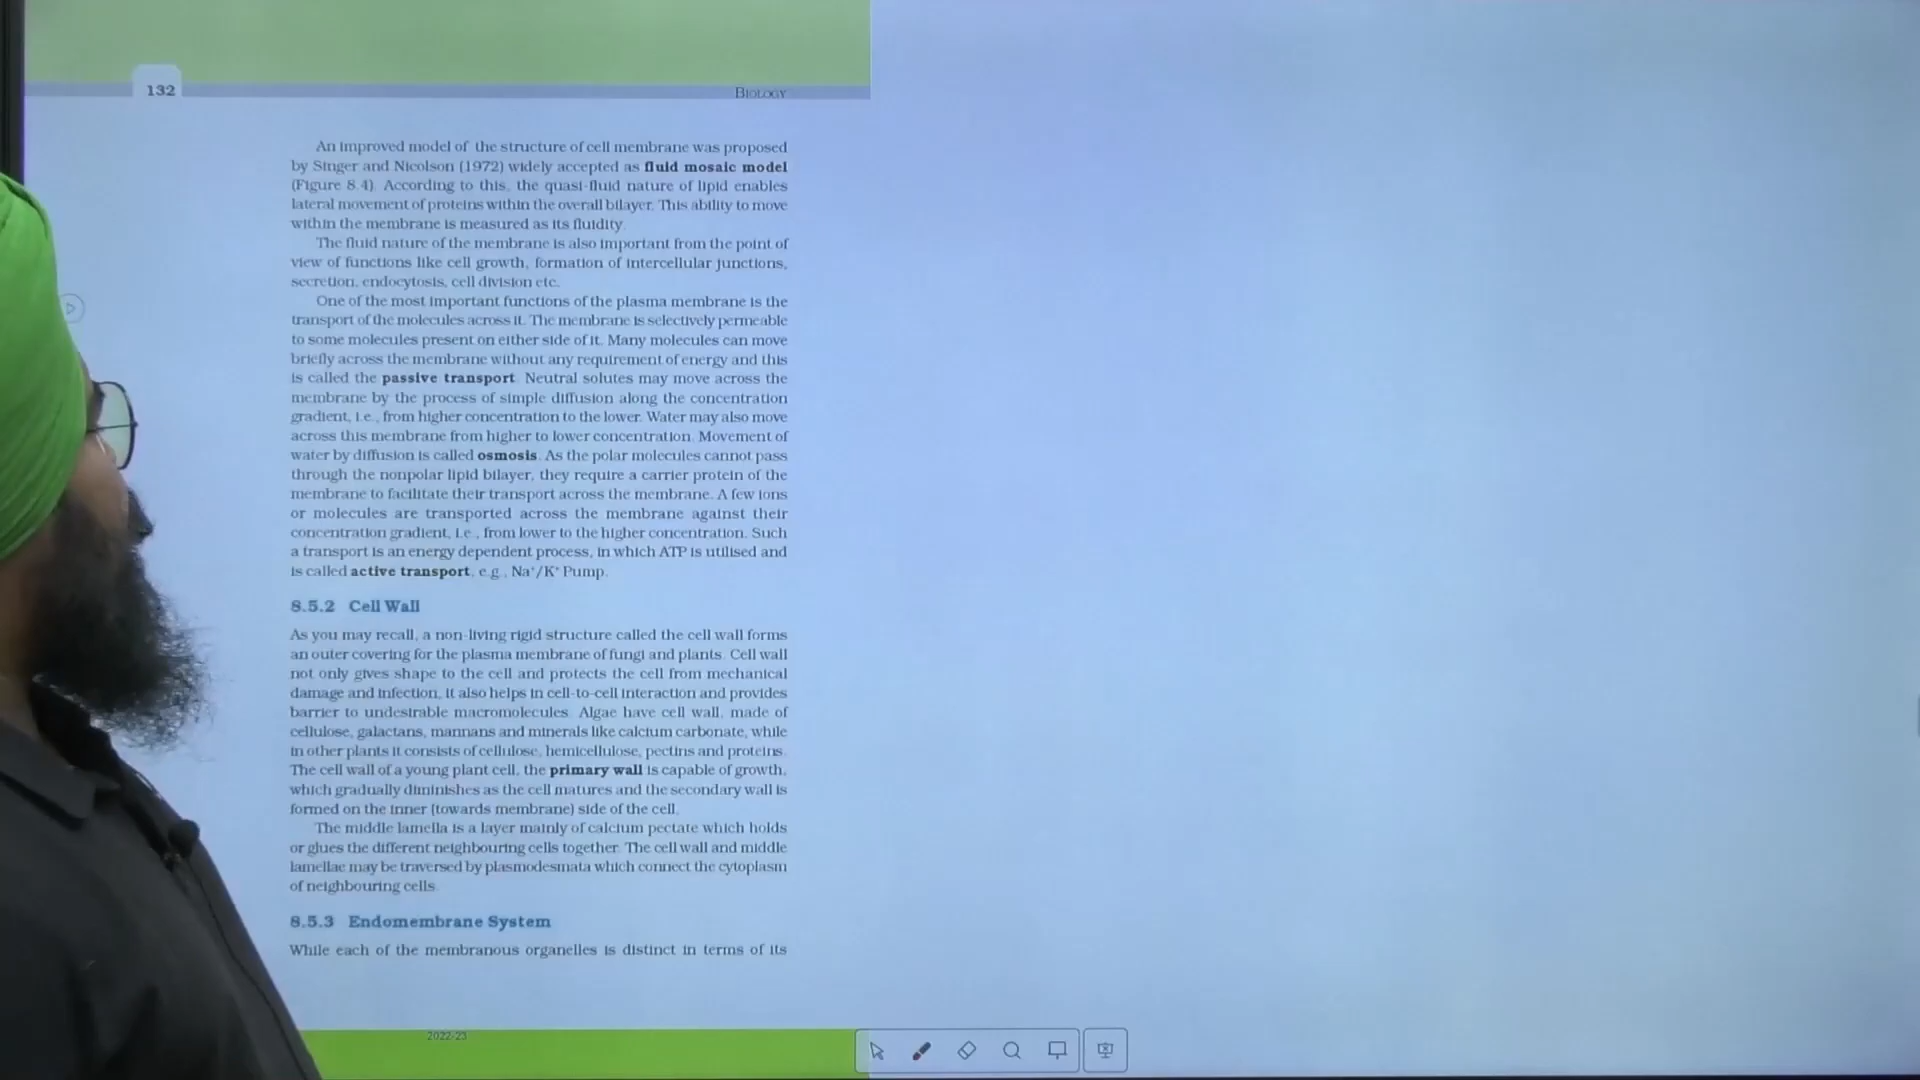 132
BIOLOGY
An improved model of the structure of cell membrane was proposed
by Singer and Nicolson (1972) widely accepted as fluid mosaic model
(Figure 8.4). According to this, the quasi-fluid nature of lipid enables
lateral movement of proteins within the overall bilayer. This ability to move
within the membrane is measured as its fluidity.
The fluid nature of the membrane is also important from the point of
view of functions like cell growth, formation of intercellular junctions,
secretion, endocytosis, cell division etc.
One of the most important functions of the plasma membrane is the
transport of the molecules across it. The membrane is selectively permeable
to some molecules present on either side of it. Many molecules can move
briefly across the membrane without any requirement of energy and this
is called the passive transport. Neutral solutes may move across the
membrane by the process of simple diffusion along the concentration
gradient, i.e., from higher concentration to the lower. Water may also move
across this membrane from higher to lower concentration. Movement of
water by diffusion is called osmosis. As the polar molecules cannot pass
through the nonpolar lipid bilayer, they require a carrier protein of the
membrane to facilitate their transport across the membrane. A few ions
or molecules are transported across the membrane against their
concentration gradient, i.e., from lower to the higher concentration. Such
a transport is an energy dependent process, in which ATP is utilised and
is called active transport, e.g., Na⁺/K⁺ Pump.
8.5.2 Cell Wall
As you may recall, a non-living rigid structure called the cell wall forms
an outer covering for the plasma membrane of fungi and plants. Cell wall
not only gives shape to the cell and protects the cell from mechanical
damage and infection, it also helps in cell-to-cell interaction and provides
barrier to undesirable macromolecules. Algae have cell wall, made of
cellulose, galactans, mannans and minerals like calcium carbonate, while
in other plants it consists of cellulose, hemicellulose, pectins and proteins.
The cell wall of a young plant cell, the primary wall is capable of growth,
which gradually diminishes as the cell matures and the secondary wall is
formed on the inner (towards membrane) side of the cell.
The middle lamella is a layer mainly of calcium pectate which holds
or glues the different neighbouring cells together. The cell wall and middle
lamellae may be traversed by plasmodesmata which connect the cytoplasm
of neighbouring cells.
8.5.3 Endomembrane System
While each of the membranous organelles is distinct in terms of its
2022-23